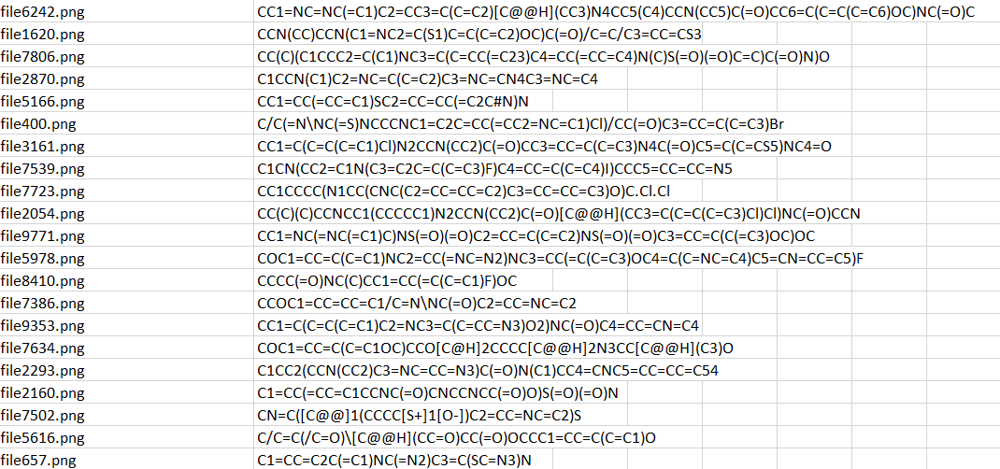 file6242.png CC1=NC=NC(=C1)C2=CC3=C(C=C2)[C@@H](CC3)N4CC5(C4)CCN(CC5)C(=O)CC6=C(C=C(C=C6)OC)NC(=O)C
file1620.png CCN(CC)CCN(C1=NC2=C(S1)C=C(C=C2)OC)C(=O)/C=C/C3=CC=CS3
file7806.png CC(C)(C1CCC2=C(C1)NC3=C(C=CC(=C23)C4=CC(=CC=C4)N(C)S(=O)(=O)C=C)C(=O)N)O
file2870.png C1CCN(C1)C2=NC=C(C=C2)C3=NC=CN4C3=NC=C4
file5166.png CC1=CC(=CC=C1)SC2=CC=CC(=C2C#N)N
file400.png C/C(=N\NC(=S)NCCCNC1=C2C=CC(=CC2=NC=C1)Cl)/CC(=O)C3=CC=C(C=C3)Br
file3161.png CC1=C(C=C(C=C1)Cl)N2CCN(CC2)C(=O)CC3=CC=C(C=C3)N4C(=O)C5=C(C=CS5)NC4=O
file7539.png C1CN(CC2=C1N(C3=C2C=C(C=C3)F)C4=CC=C(C=C4)I)CCC5=CC=CC=N5
file7723.png CC1CCCC(N1CC(CNC(C2=CC=CC=C2)C3=CC=CC=C3)O)C.Cl.Cl
file2054.png CC(C)(C)CCNCC1(CCCCC1)N2CCN(CC2)C(=O)[C@@H](CC3=C(C=C(C=C3)Cl)Cl)NC(=O)CCN
file9771.png CC1=NC(=NC(=C1)C)NS(=O)(=O)C2=CC=C(C=C2)NS(=O)(=O)C3=CC=C(C(=C3)OC)OC
file5978.png COC1=CC=C(C=C1)NC2=CC(=NC=N2)NC3=CC(=C(C=C3)OC4=C(C=NC=C4)C5=CN=CC=C5)F
file8410.png CCCC(=O)NC(C)CC1=CC(=C(C=C1)F)OC
file7386.png CCOC1=CC=CC=C1/C=N\NC(=O)C2=CC=NC=C2
file9353.png CC1=C(C=C(C=C1)C2=NC3=C(C=CC=N3)O2)NC(=O)C4=CC=CN=C4
file7634.png COC1=CC=C(C=C1OC)CCO[C@H]2CCCC[C@@H]2N3CC[C@@H](C3)O
file2293.png C1CC2(CCN(CC2)C3=NC=CC=N3)C(=O)N(C1)CC4=CNC5=CC=CC=C54
file2160.png C1=CC(=CC=C1CCNC(=O)CNCCNCC(=O)O)S(=O)(=O)N
file7502.png CN=C([C@@]1(CCCC[S+]1[O-])C2=CC=NC=C2)S
file5616.png C/C=C(/C=O)\[C@@H](CC=O)CC(=O)OCCC1=CC=C(C=C1)O
file657.png C1=CC=C2C(=C1)NC(=N2)C3=C(SC=N3)N